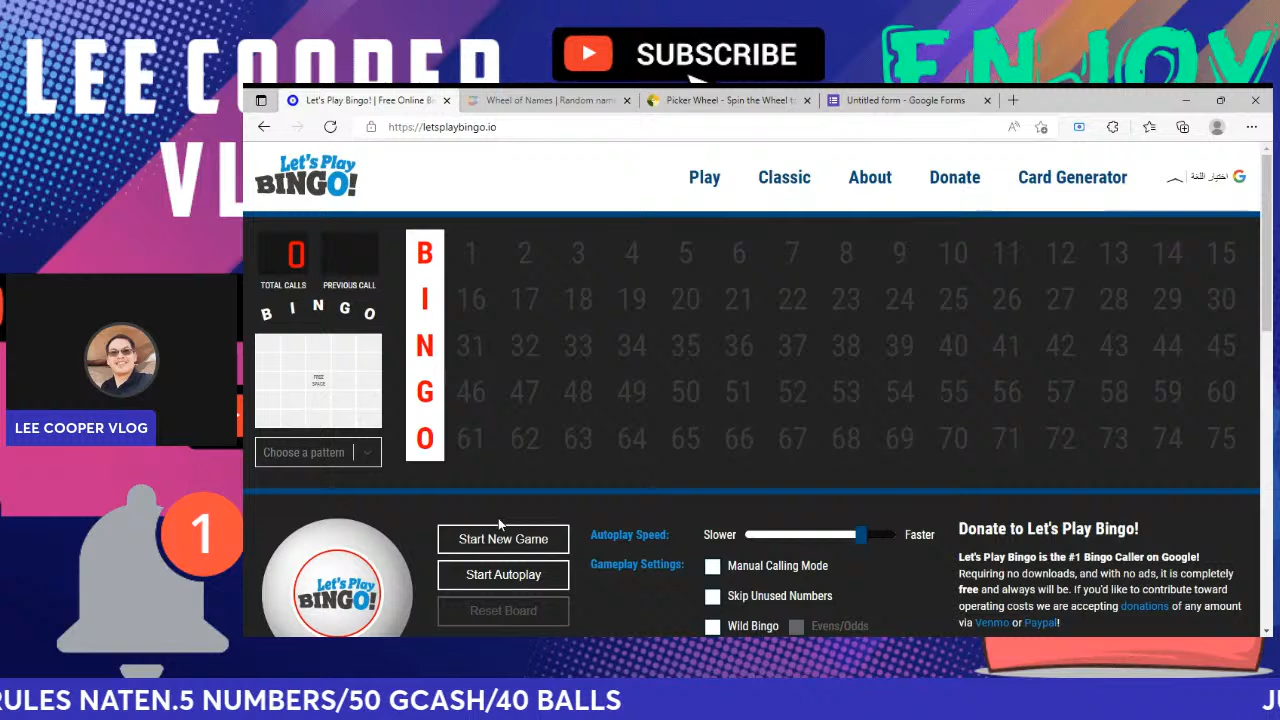 LEE COOPER
VL
SUBSCRIBE
ENJOY
Let's Play Bingo! | Free Online B
Wheel of Names | Random nam
Picker Wheel - Spin the Wheel to
Untitled form - Google Forms
https://letsplaybingo.io
Let's Play
BINGO!
Play
Classic
About
Donate
Card Generator
اختيار اللغة
0
TOTAL CALLS
PREVIOUS CALL
B I N G O
FREE
SPACE
Choose a pattern
B 1 2 3 4 5 6 7 8 9 10 11 12 13 14 15
I 16 17 18 19 20 21 22 23 24 25 26 27 28 29 30
N 31 32 33 34 35 36 37 38 39 40 41 42 43 44 45
G 46 47 48 49 50 51 52 53 54 55 56 57 58 59 60
O 61 62 63 64 65 66 67 68 69 70 71 72 73 74 75
LEE COOPER VLOG
1
Let's Play
BINGO!
Start New Game
Start Autoplay
Reset Board
Autoplay Speed:
Slower
Faster
Gameplay Settings:
Manual Calling Mode
Skip Unused Numbers
Wild Bingo
Evens/Odds
Donate to Let's Play Bingo!
Let's Play Bingo is the #1 Bingo Caller on Google!
Requiring no downloads, and with no ads, it is completely
free and always will be. If you'd like to contribute toward
operating costs we are accepting donations of any amount
via Venmo or Paypal!
RULES NATEN.5 NUMBERS/50 GCASH/40 BALLS